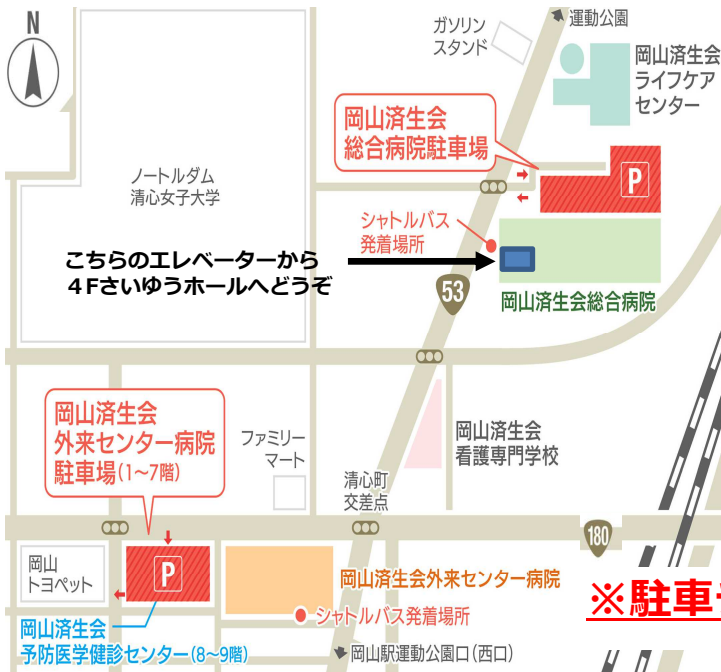 N
ガソリン
スタンド
運動公園
岡山済生会
ライフケア
センター
岡山済生会
総合病院駐車場
P
ノートルダム
清心女子大学
シャトルバス
発着場所
こちらのエレベーターから
4Fさいゆうホールへどうぞ
53
岡山済生会総合病院
岡山済生会
外来センター病院
駐車場(1〜7階)
ファミリー
マート
岡山済生会
看護専門学校
清心町
交差点
180
岡山
トヨペット
P
岡山済生会外来センター病院
※駐車
シャトルバス発着場所
岡山済生会
予防医学健診センター(8〜9階)
岡山駅運動公園口(西口)